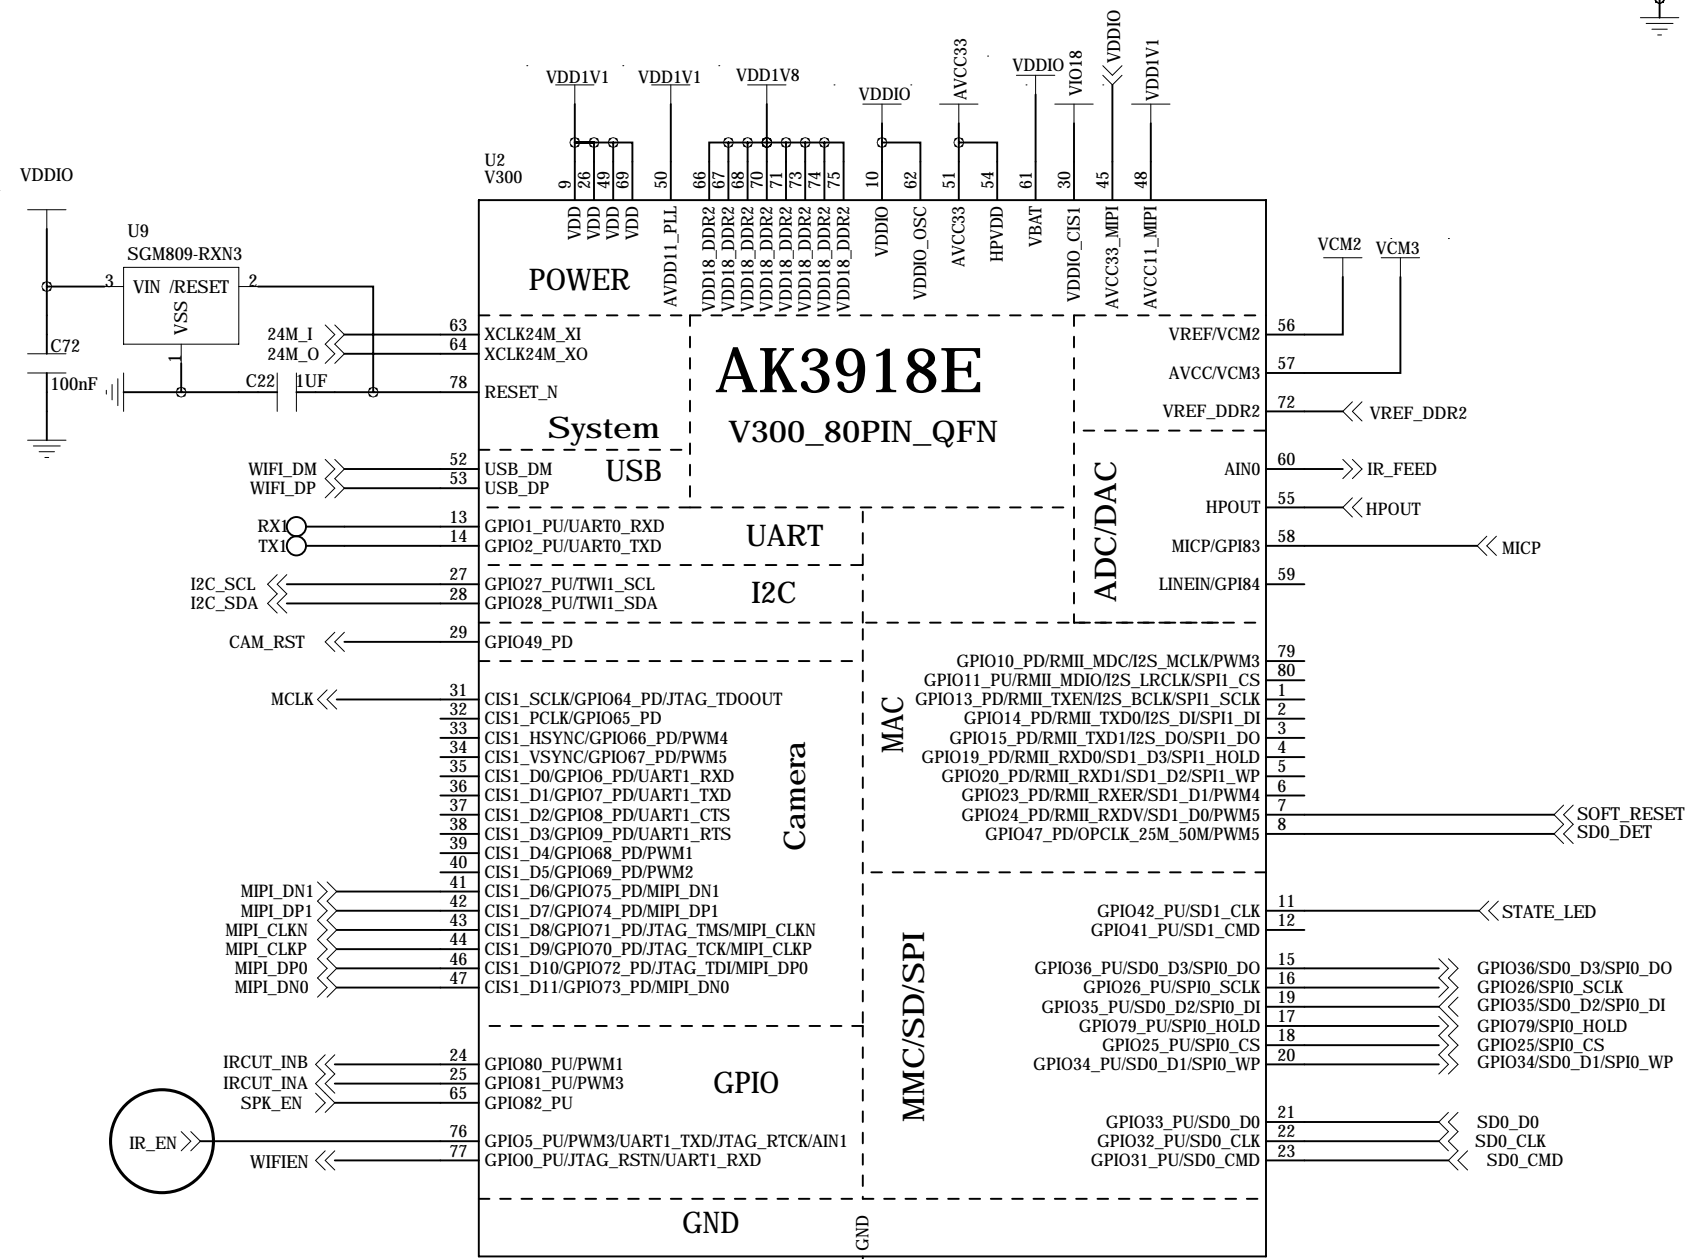 VDD1V1
VDD1V1
VDD1V8
VDDIO
AVCC33
VDDIO
VIO18
VDDIO
VDD1V1
U2
V300
9
26
49
69
50
66
67
68
70
71
73
74
75
10
62
51
54
61
30
45
48
VDD
VDD
VDD
VDD
AVDD11_PLL
VDD18_DDR2
VDD18_DDR2
VDD18_DDR2
VDD18_DDR2
VDD18_DDR2
VDD18_DDR2
VDD18_DDR2
VDD18_DDR2
VDDIO
VDDIO_OSC
AVCC33
HPVDD
VBAT
VDDIO_CIS1
AVCC33_MIPI
AVCC11_MIPI
POWER
VDDIO
U9
SGM809-RXN3
3 VIN /RESET 2
VSS
1
C72
100nF
C22 1UF
24M_I 63 XCLK24M_XI
24M_O 64 XCLK24M_XO
78 RESET_N
System
AK3918E
V300_80PIN_QFN
WIFI_DM 52 USB_DM
WIFI_DP 53 USB_DP
USB
RX1 13 GPIO1_PU/UART0_RXD
TX1 14 GPIO2_PU/UART0_TXD
UART
I2C_SCL 27 GPIO27_PU/TWI1_SCL
I2C_SDA 28 GPIO28_PU/TWI1_SDA
I2C
CAM_RST 29 GPIO49_PD
MCLK 31 CIS1_SCLK/GPIO64_PD/JTAG_TDOOUT
32 CIS1_PCLK/GPIO65_PD
33 CIS1_HSYNC/GPIO66_PD/PWM4
34 CIS1_VSYNC/GPIO67_PD/PWM5
35 CIS1_D0/GPIO6_PD/UART1_RXD
36 CIS1_D1/GPIO7_PD/UART1_TXD
37 CIS1_D2/GPIO8_PD/UART1_CTS
38 CIS1_D3/GPIO9_PD/UART1_RTS
39 CIS1_D4/GPIO68_PD/PWM1
40 CIS1_D5/GPIO69_PD/PWM2
MIPI_DN1 41 CIS1_D6/GPIO75_PD/MIPI_DN1
MIPI_DP1 42 CIS1_D7/GPIO74_PD/MIPI_DP1
MIPI_CLKN 43 CIS1_D8/GPIO71_PD/JTAG_TMS/MIPI_CLKN
MIPI_CLKP 44 CIS1_D9/GPIO70_PD/JTAG_TCK/MIPI_CLKP
MIPI_DP0 46 CIS1_D10/GPIO72_PD/JTAG_TDI/MIPI_DP0
MIPI_DN0 47 CIS1_D11/GPIO73_PD/MIPI_DN0
Camera
IRCUT_INB 24 GPIO80_PU/PWM1
IRCUT_INA 25 GPIO81_PU/PWM3
SPK_EN 65 GPIO82_PU
GPIO
IR_EN 76 GPIO5_PU/PWM3/UART1_TXD/JTAG_RTCK/AIN1
WIFIEN 77 GPIO0_PU/JTAG_RSTN/UART1_RXD
GND
GND
VCM2
VCM3
VREF/VCM2 56
AVCC/VCM3 57
VREF_DDR2 72 VREF_DDR2
ADC/DAC
AIN0 60 IR_FEED
HPOUT 55 HPOUT
MICP/GPI83 58 MICP
LINEIN/GPI84 59
MAC
GPIO10_PD/RMII_MDC/I2S_MCLK/PWM3 79
GPIO11_PU/RMII_MDIO/I2S_LRCLK/SPI1_CS 80
GPIO13_PD/RMII_TXEN/I2S_BCLK/SPI1_SCLK 1
GPIO14_PD/RMII_TXD0/I2S_DI/SPI1_DI 2
GPIO15_PD/RMII_TXD1/I2S_DO/SPI1_DO 3
GPIO19_PD/RMII_RXD0/SD1_D3/SPI1_HOLD 4
GPIO20_PD/RMII_RXD1/SD1_D2/SPI1_WP 5
GPIO23_PD/RMII_RXER/SD1_D1/PWM4 6
GPIO24_PD/RMII_RXDV/SD1_D0/PWM5 7 SOFT_RESET
GPIO47_PD/OPCLK_25M_50M/PWM5 8 SD0_DET
MMC/SD/SPI
GPIO42_PU/SD1_CLK 11 STATE_LED
GPIO41_PU/SD1_CMD 12
GPIO36_PU/SD0_D3/SPI0_DO 15 GPIO36/SD0_D3/SPI0_DO
GPIO26_PU/SPI0_SCLK 16 GPIO26/SPI0_SCLK
GPIO35_PU/SD0_D2/SPI0_DI 19 GPIO35/SD0_D2/SPI0_DI
GPIO79_PU/SPI0_HOLD 17 GPIO79/SPI0_HOLD
GPIO25_PU/SPI0_CS 18 GPIO25/SPI0_CS
GPIO34_PU/SD0_D1/SPI0_WP 20 GPIO34/SD0_D1/SPI0_WP
GPIO33_PU/SD0_D0 21 SD0_D0
GPIO32_PU/SD0_CLK 22 SD0_CLK
GPIO31_PU/SD0_CMD 23 SD0_CMD